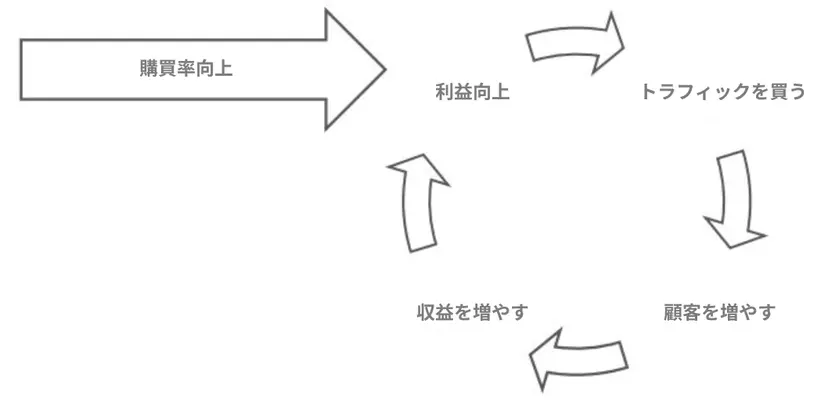 購買率向上
利益向上
トラフィックを買う
顧客を増やす
収益を増やす